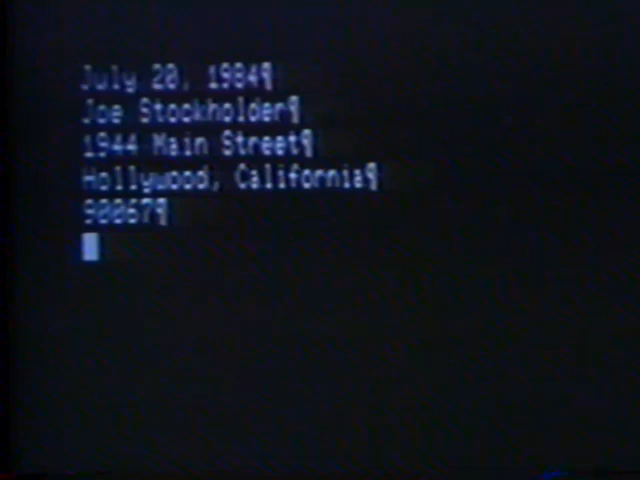 July 20, 1984¶
Joe Stockholder¶
1944 Main Street¶
Hollywood, California¶
90067¶